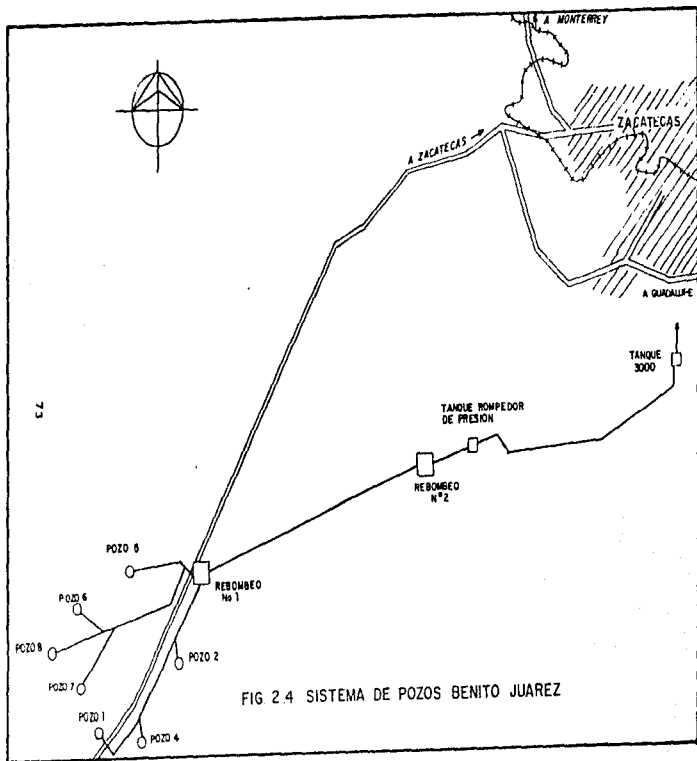 A MONTERREY
ZACATECAS
A ZACATECAS
A GUADALUPE
TANQUE
3000
TANQUE ROMPEDOR
DE PRESION
REBOMBEO
Nº2
73
POZO 5
REBOMBEO
No 1
POZO 6
POZO 8
POZO 2
POZO 7
POZO 1
POZO 4
FIG. 2.4 SISTEMA DE POZOS BENITO JUAREZ